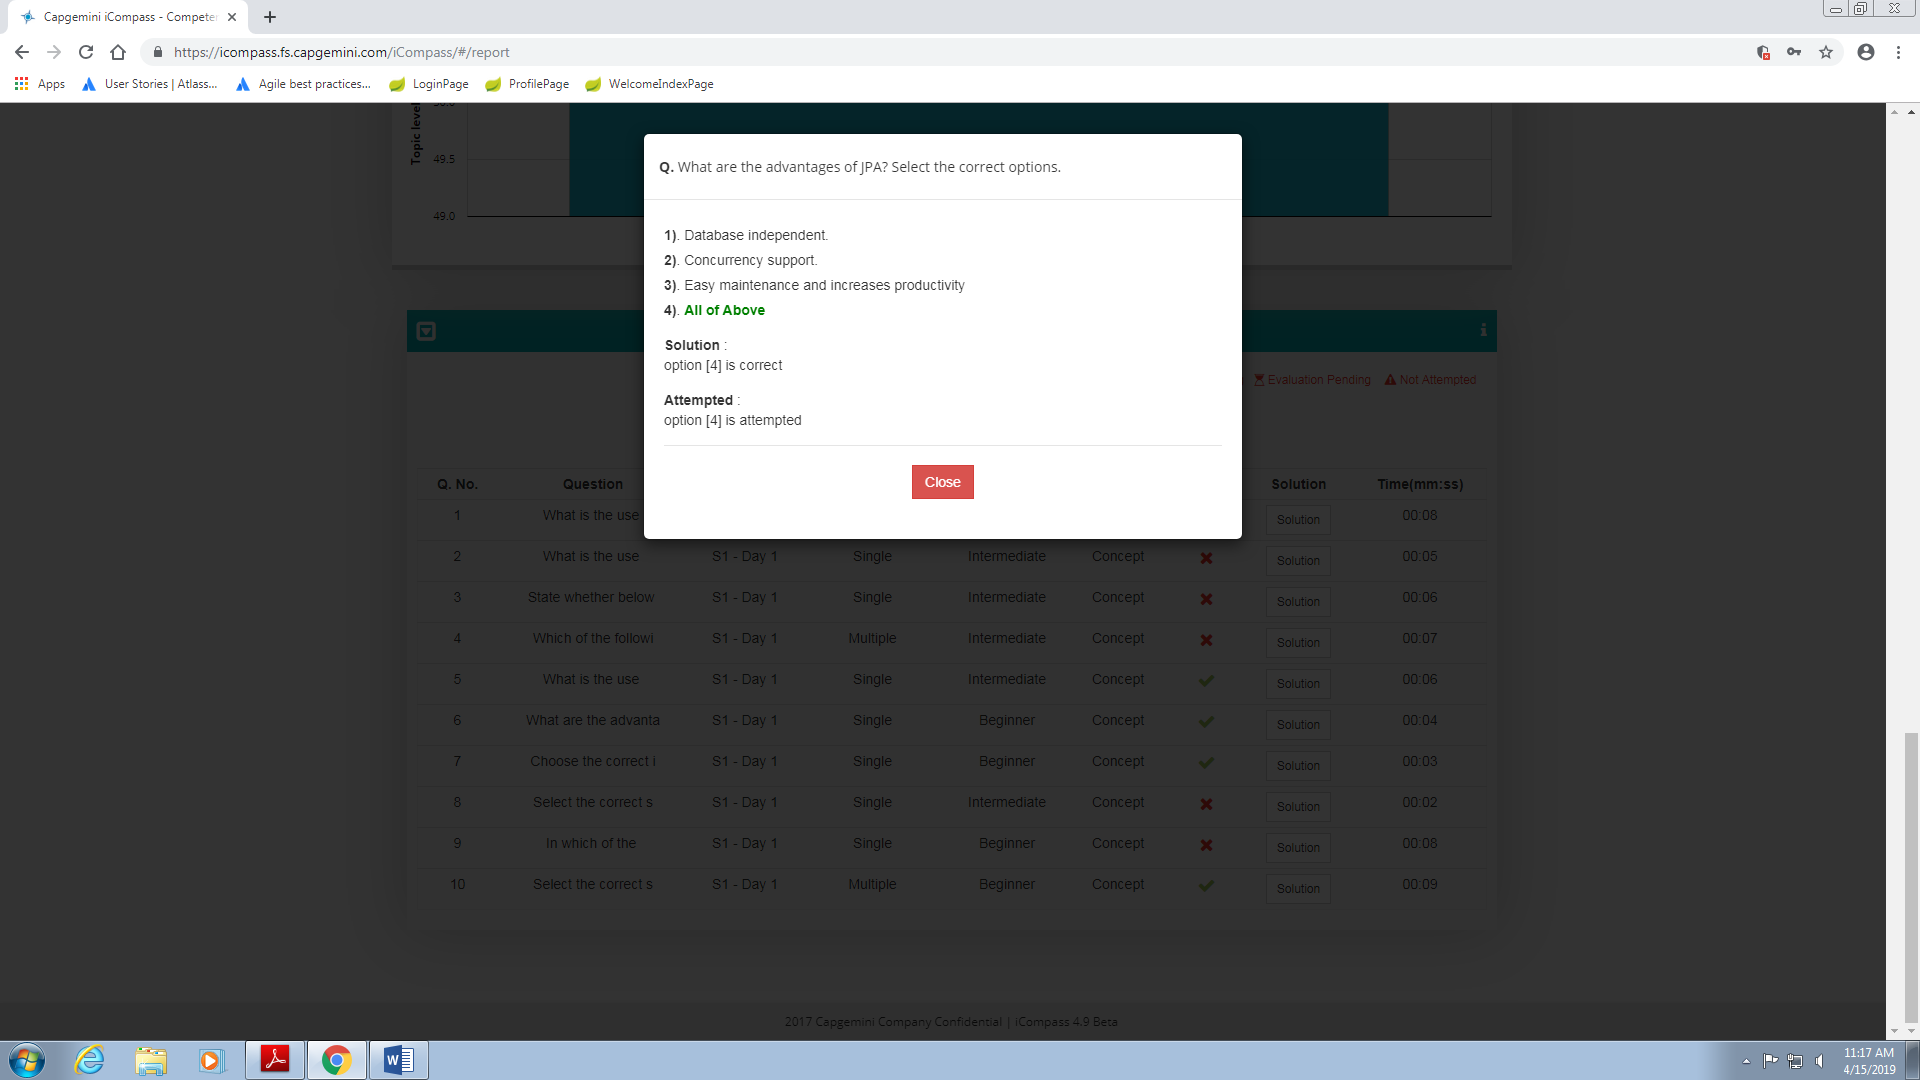 Capgemini iCompass - Competen
https://icompass.fs.capgemini.com/iCompass/#/report
Apps
User Stories | Atlass...
Agile best practices...
LoginPage
ProfilePage
WelcomeIndexPage
Topic level
49.5
49.0
Q. What are the advantages of JPA? Select the correct options.
1). Database independent.
2). Concurrency support.
3). Easy maintenance and increases productivity
4). All of Above
Solution :
option [4] is correct
Attempted :
option [4] is attempted
Close
Evaluation Pending Not Attempted
Q. No. Question Solution Time(mm:ss)
1 What is the use Solution 00:08
2 What is the use S1 - Day 1 Single Intermediate Concept Solution 00:05
3 State whether below S1 - Day 1 Single Intermediate Concept Solution 00:06
4 Which of the followi S1 - Day 1 Multiple Intermediate Concept Solution 00:07
5 What is the use S1 - Day 1 Single Intermediate Concept Solution 00:06
6 What are the advanta S1 - Day 1 Single Beginner Concept Solution 00:04
7 Choose the correct i S1 - Day 1 Single Beginner Concept Solution 00:03
8 Select the correct s S1 - Day 1 Single Intermediate Concept Solution 00:02
9 In which of the S1 - Day 1 Single Beginner Concept Solution 00:08
10 Select the correct s S1 - Day 1 Multiple Beginner Concept Solution 00:09
2017 Capgemini Company Confidential | iCompass 4.9 Beta
11:17 AM
4/15/2019